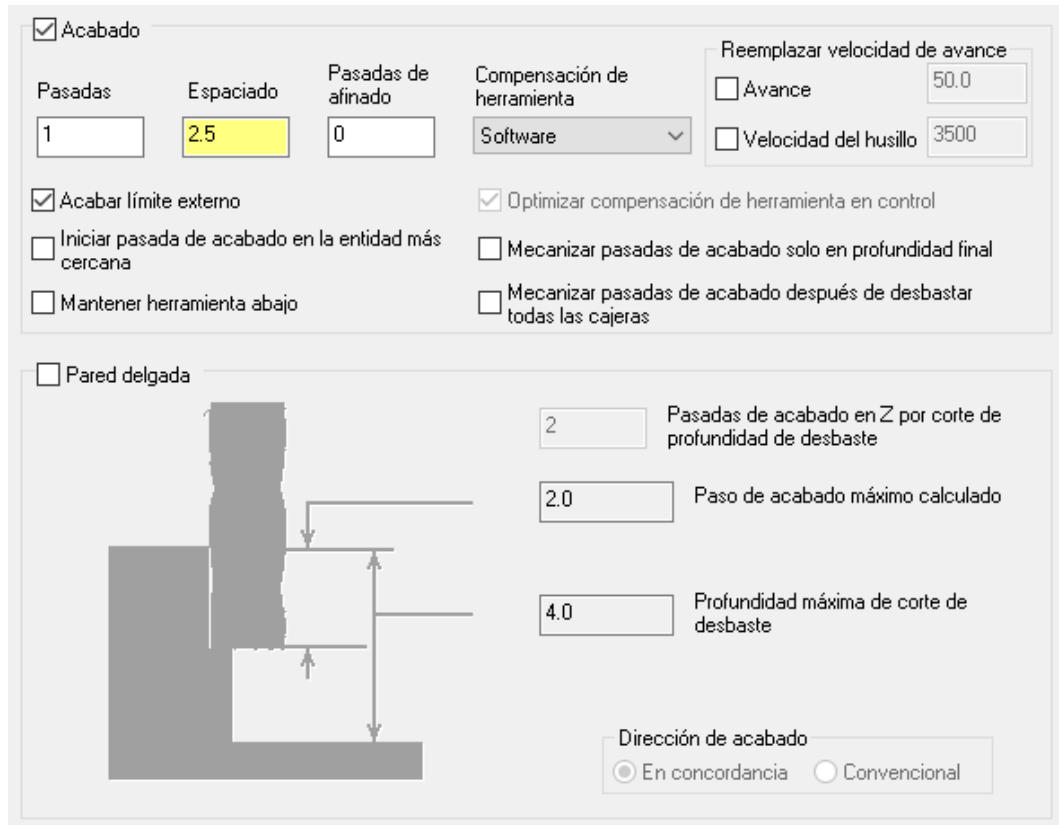 Acabado
Pasadas
Espaciado
Pasadas de
afinado
Compensación de
herramienta
Reemplazar velocidad de avance
Avance
50.0
1
2.5
0
Software
Velocidad del husillo
3500
Acabar límite externo
Optimizar compensación de herramienta en control
Iniciar pasada de acabado en la entidad más
cercana
Mecanizar pasadas de acabado solo en profundidad final
Mantener herramienta abajo
Mecanizar pasadas de acabado después de desbastar
todas las cajeras
Pared delgada
2
Pasadas de acabado en Z por corte de
profundidad de desbaste
2.0
Paso de acabado máximo calculado
4.0
Profundidad máxima de corte de
desbaste
Dirección de acabado
En concordancia
Convencional